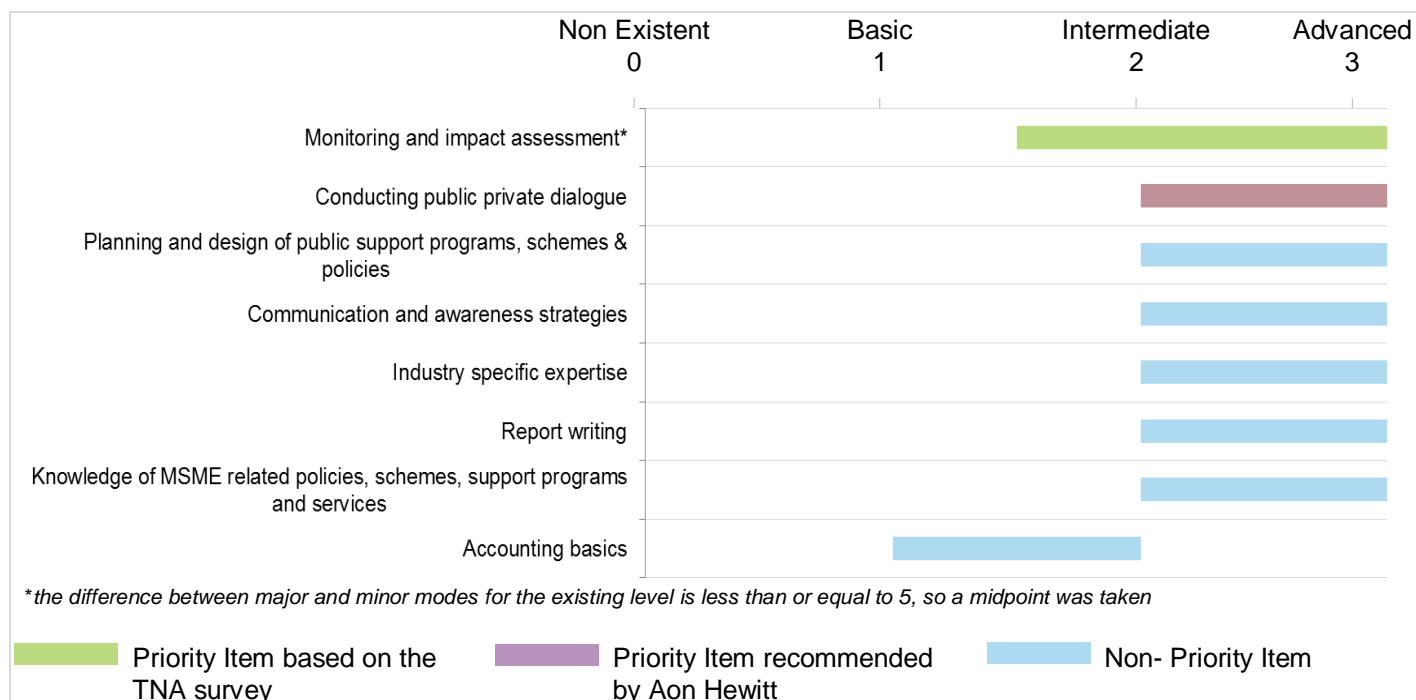 Non Existent Basic Intermediate Advanced
0 1 2 3
Monitoring and impact assessment*
Conducting public private dialogue
Planning and design of public support programs, schemes &
policies
Communication and awareness strategies
Industry specific expertise
Report writing
Knowledge of MSME related policies, schemes, support programs
and services
Accounting basics
*the difference between major and minor modes for the existing level is less than or equal to 5, so a midpoint was taken
Priority Item based on the
TNA survey
Priority Item recommended
by Aon Hewitt
Non- Priority Item